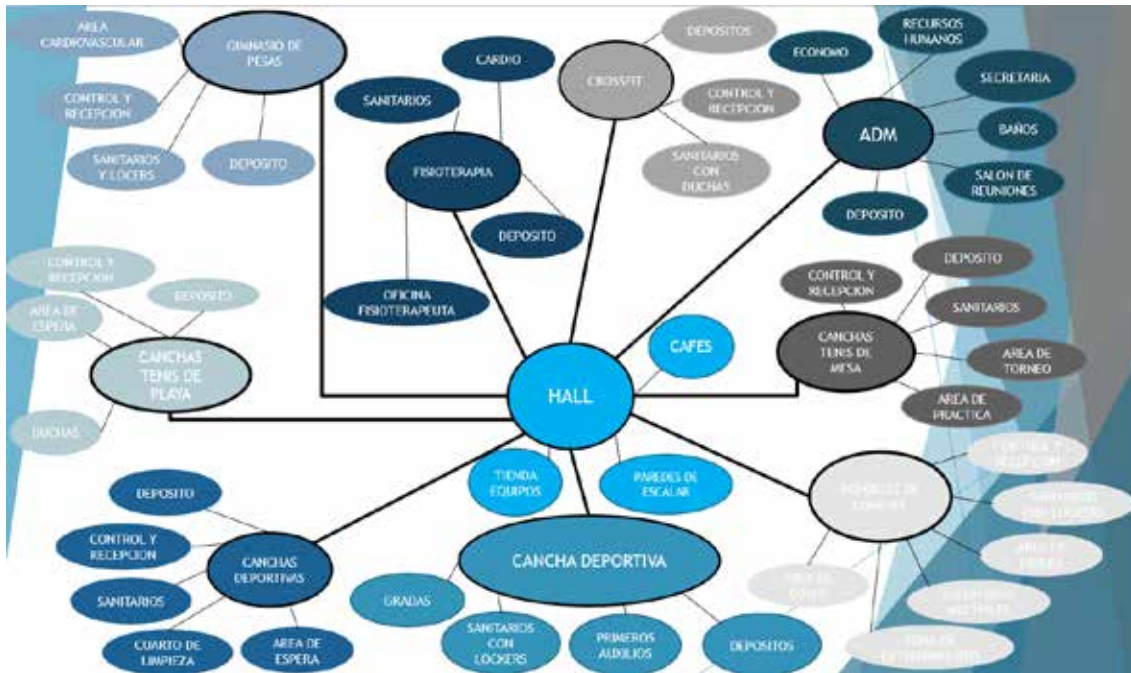 AREA
CARDIOVASCULAR
GIMNASIO DE
PESAS
CONTROL Y
RECEPCION
SANITARIOS
Y LOCERS
DEPOSITO
CARDIO
SANITARIOS
FISIOTERAPIA
DEPOSITO
OFICINA
FISIOTERAPEUTA
DEPOSITOS
CROSSFIT
CONTROL Y
RECEPCION
SANITARIOS
CON
DUCHAS
RECURSOS
HUMANOS
ECONOMO
SECRETARIA
ADM
BAÑOS
SALON DE
REUNIONES
DEPOSITO
CONTROL Y
RECEPCION
DEPOSITO
AREA DE
ESPERA
CANCHAS
TENIS DE
PLAYA
DUCHAS
HALL
CAFES
TIENDA
EQUIPOS
PAREDES DE
ESCALAR
DEPOSITO
CONTROL Y
RECEPCION
SANITARIOS
CANCHAS
TENIS DE
MESA
AREA DE
TORNEO
AREA DE
PRACTICA
DEPOSITO
CONTROL Y
RECEPCION
CANCHAS
DEPORTIVAS
SANITARIOS
CUARTO DE
LIMPIEZA
AREA DE
ESPERA
CANCHA DEPORTIVA
GRADAS
SANITARIOS
CON
LOCKERS
PRIMEROS
AUXILIOS
DEPOSITOS
CONTROL Y
RECEPCION
AREA DE